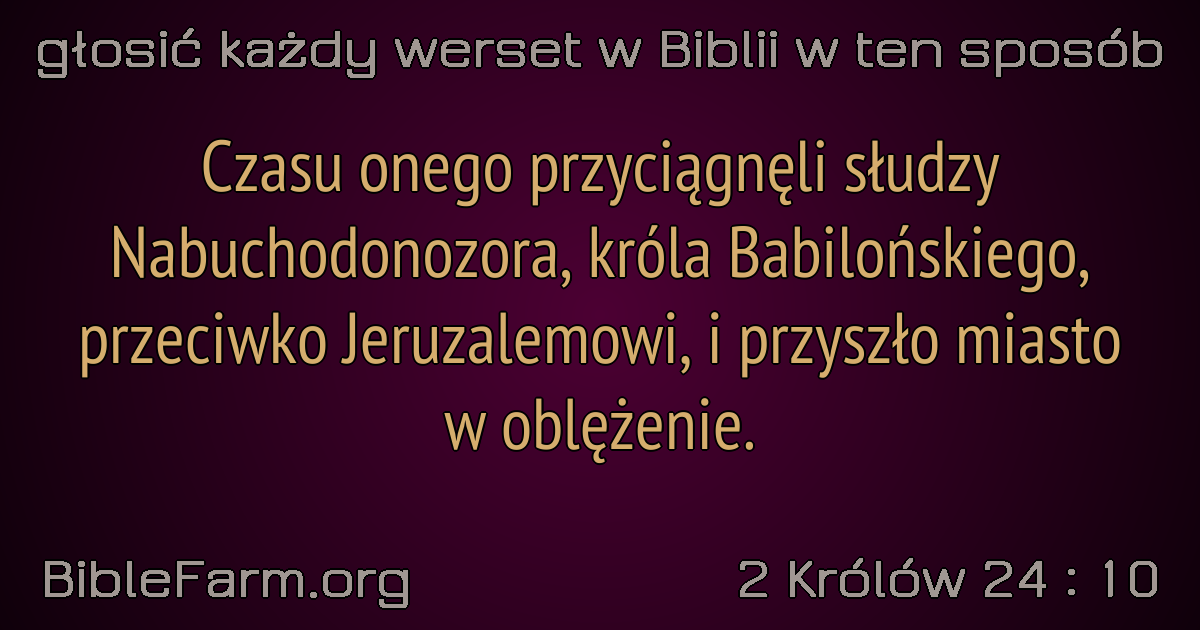 głosić każdy werset w Biblii w ten sposób
Czasu onego przyciągnęli słudzy
Nabuchodonozora, króla Babilońskiego,
przeciwko Jeruzalemowi, i przyszło miasto
w oblężenie.
BibleFarm.org
2 Królów 24 : 10